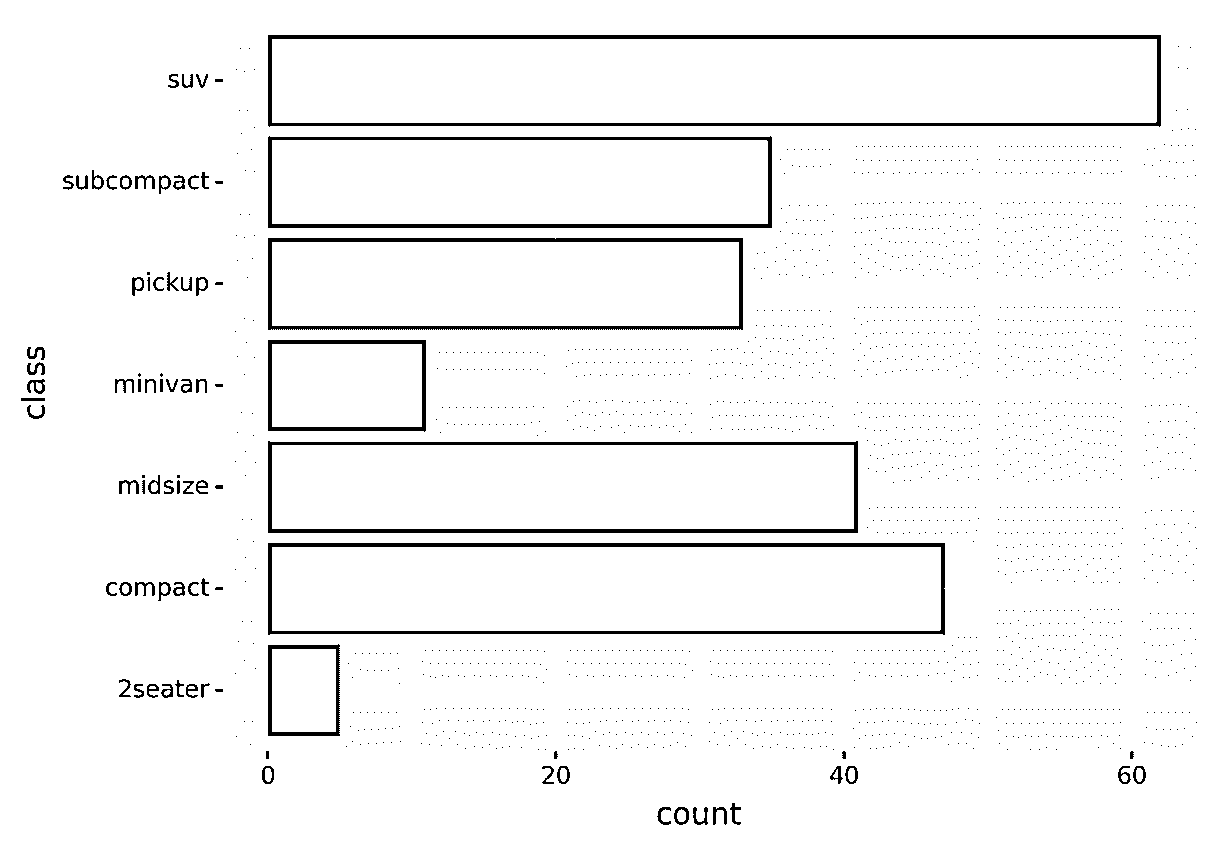 suv
subcompact
pickup
minivan
midsize
compact
2seater
class
0 20 40 60
count